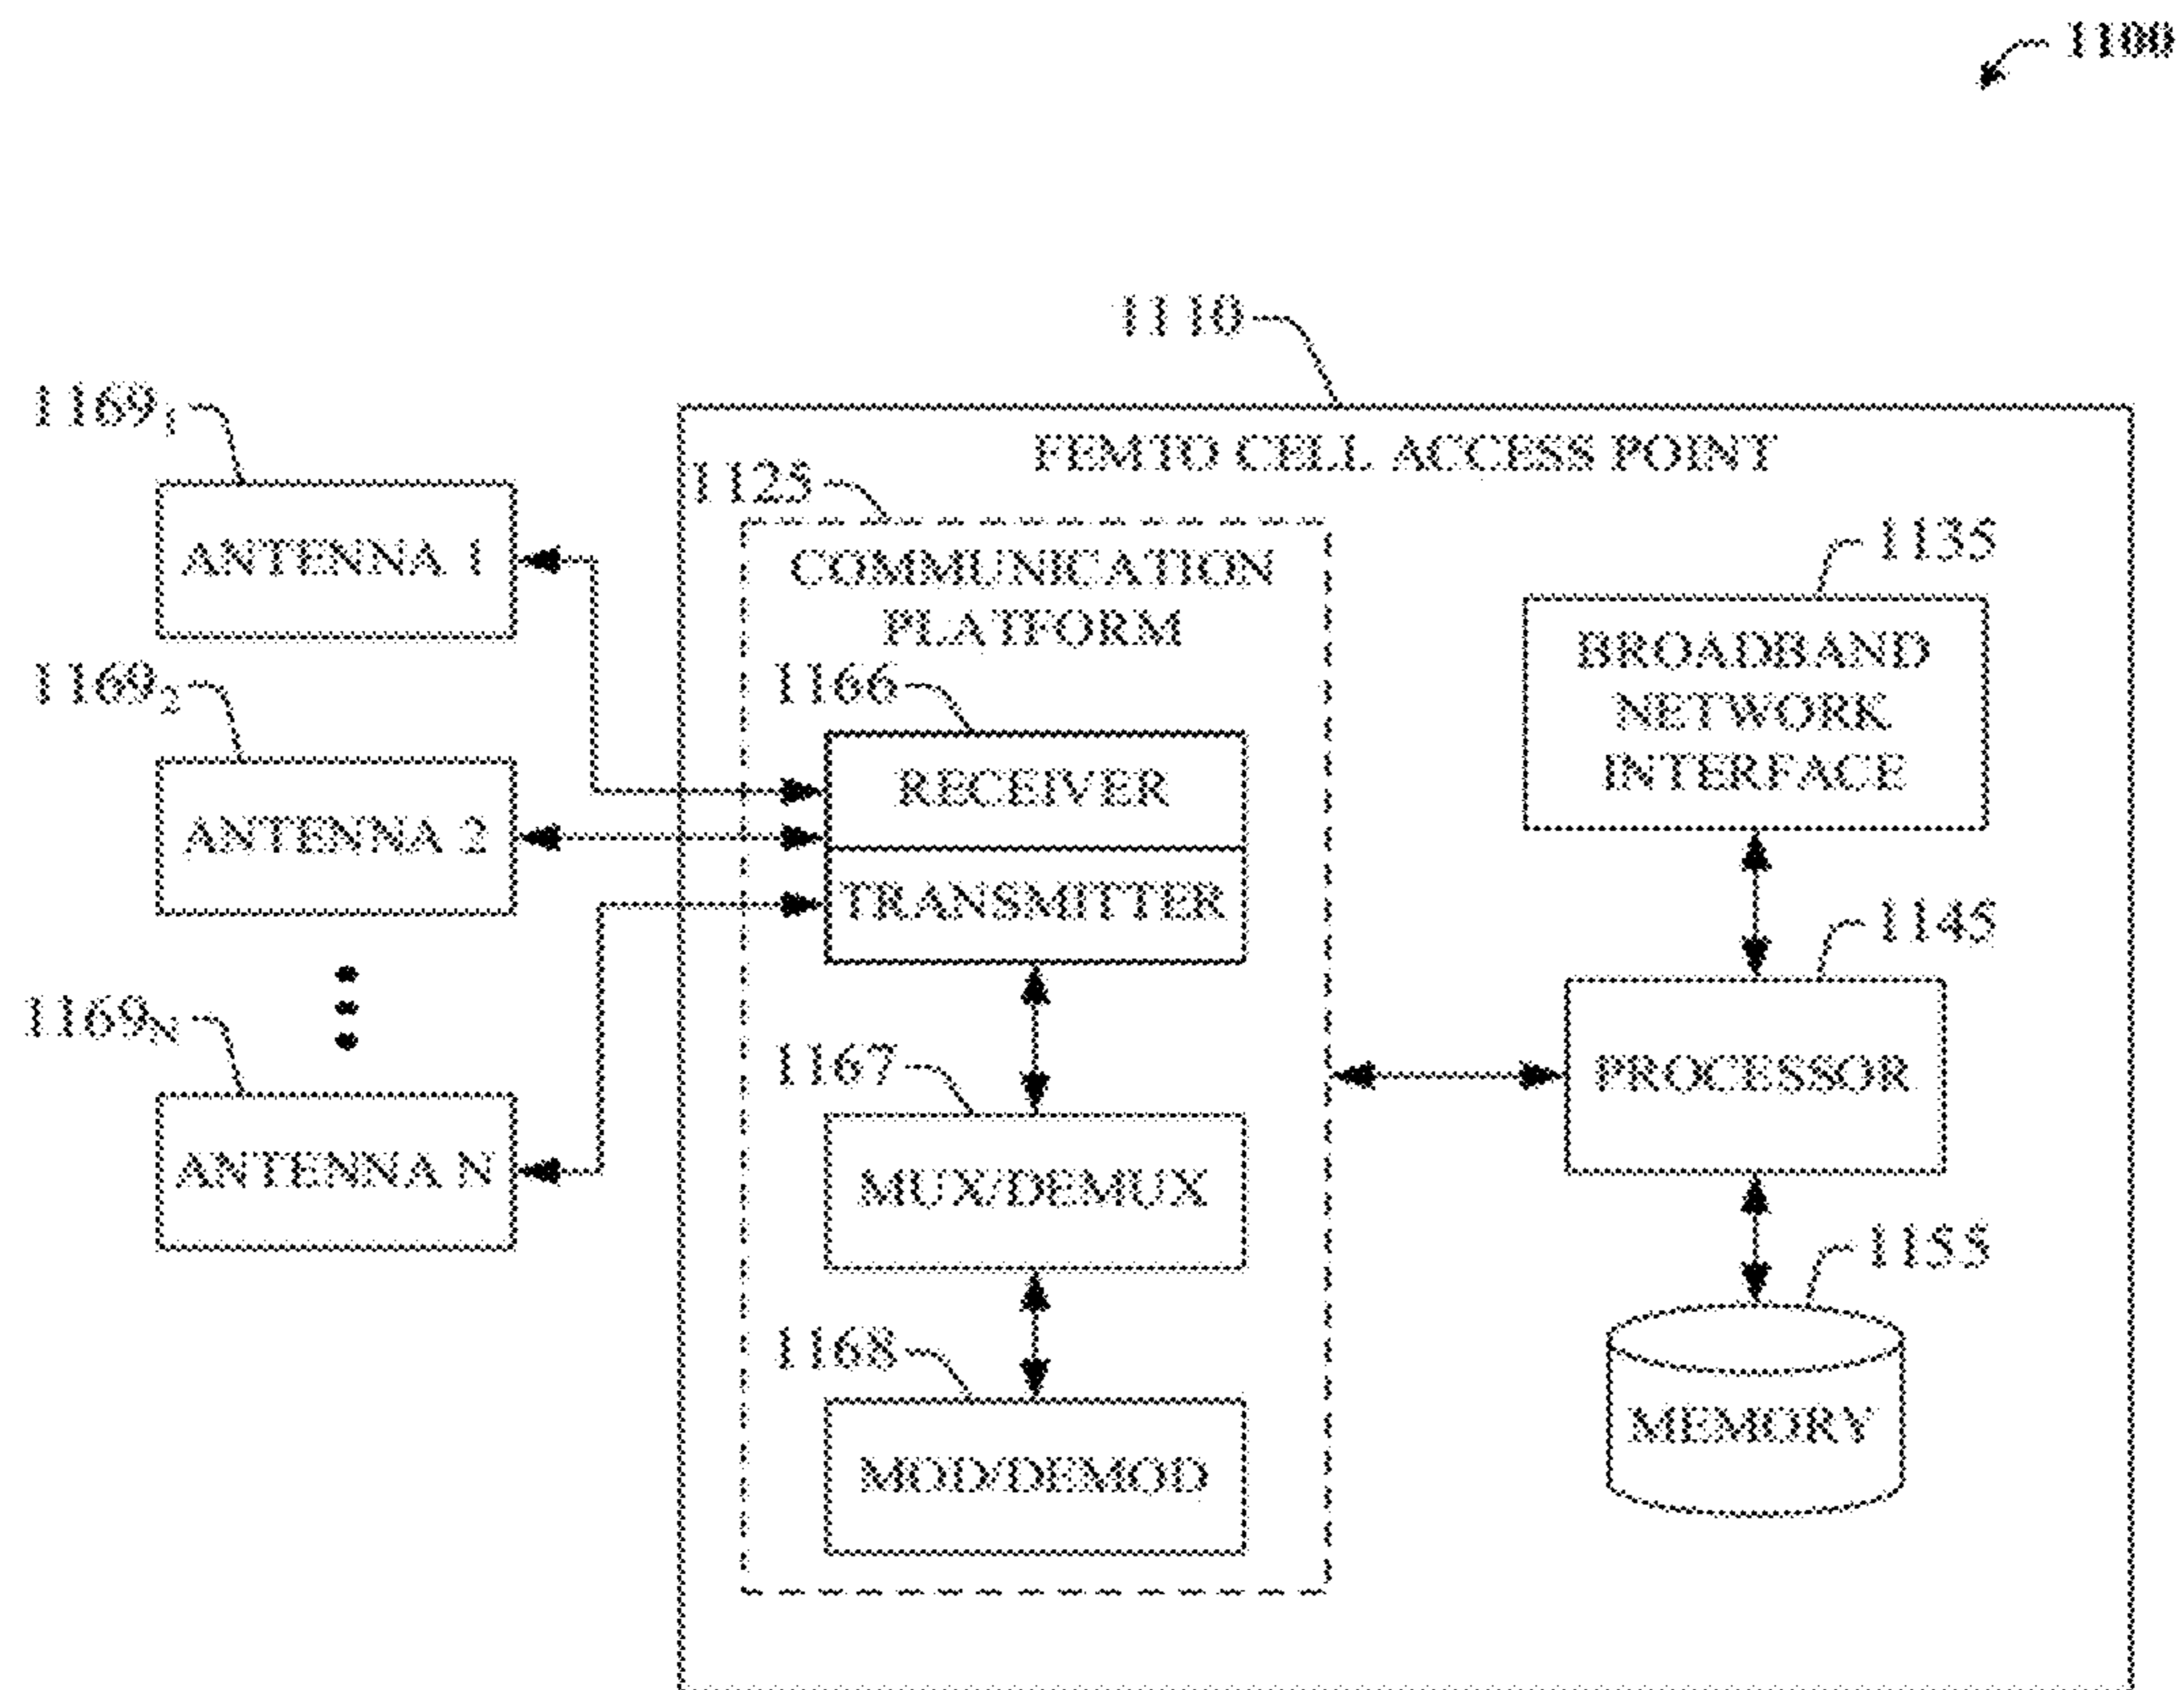 1100
1110
FEMTO CELL ACCESS POINT
1169₁
ANTENNA 1
1169₂
ANTENNA 2
1169_N
ANTENNA N
1125
COMMUNICATION
PLATFORM
1166
RECEIVER
TRANSMITTER
1167
MUX/DEMUX
1168
MOD/DEMOD
1135
BROADBAND
NETWORK
INTERFACE
1145
PROCESSOR
1155
MEMORY